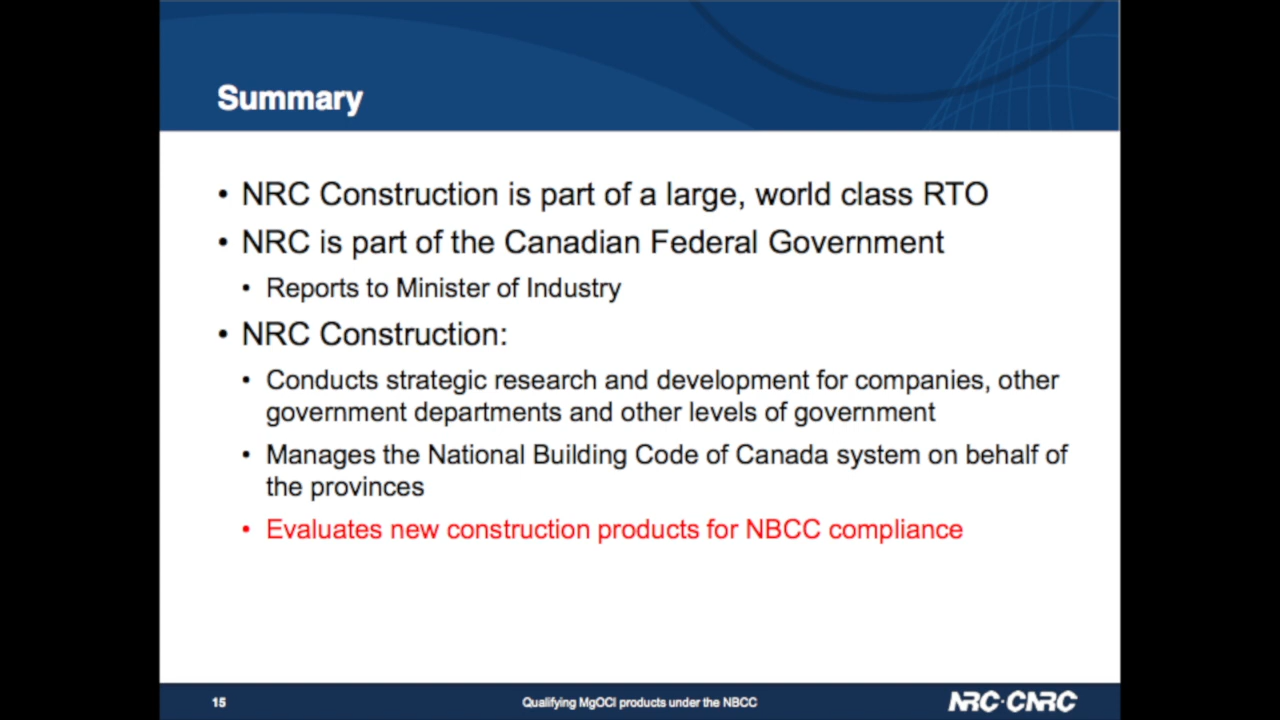 Summary
• NRC Construction is part of a large, world class RTO
• NRC is part of the Canadian Federal Government
• Reports to Minister of Industry
• NRC Construction:
• Conducts strategic research and development for companies, other
government departments and other levels of government
• Manages the National Building Code of Canada system on behalf of
the provinces
• Evaluates new construction products for NBCC compliance
15
Qualifying MgOCl products under the NBCC
NRC·CNRC